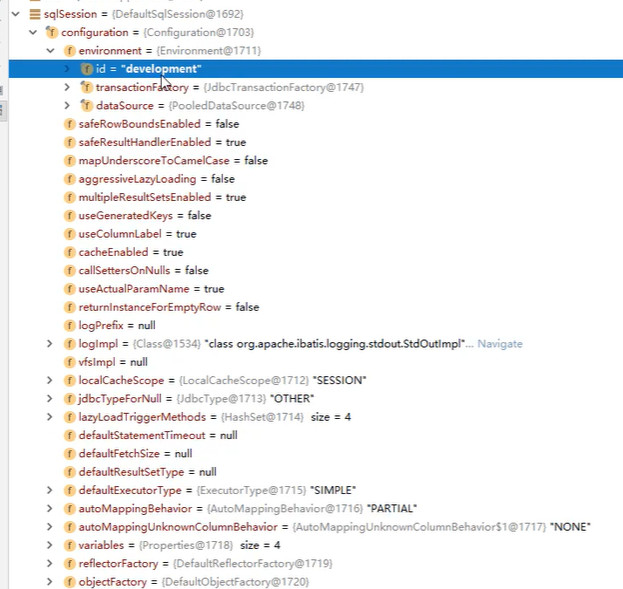 sqlSession = {DefaultSqlSession@1692}
configuration = {Configuration@1703}
environment = {Environment@1711}
id = "development"
transactionFactory = {JdbcTransactionFactory@1747}
dataSource = {PooledDataSource@1748}
safeRowBoundsEnabled = false
safeResultHandlerEnabled = true
mapUnderscoreToCamelCase = false
aggressiveLazyLoading = false
multipleResultSetsEnabled = true
useGeneratedKeys = false
useColumnLabel = true
cacheEnabled = true
callSettersOnNulls = false
useActualParamName = true
returnInstanceForEmptyRow = false
logPrefix = null
logImpl = {Class@1534} "class org.apache.ibatis.logging.stdout.StdOutImpl"... Navigate
vfsImpl = null
localCacheScope = {LocalCacheScope@1712} "SESSION"
jdbcTypeForNull = {JdbcType@1713} "OTHER"
lazyLoadTriggerMethods = {HashSet@1714} size = 4
defaultStatementTimeout = null
defaultFetchSize = null
defaultResultSetType = null
defaultExecutorType = {ExecutorType@1715} "SIMPLE"
autoMappingBehavior = {AutoMappingBehavior@1716} "PARTIAL"
autoMappingUnknownColumnBehavior = {AutoMappingUnknownColumnBehavior$1@1717} "NONE"
variables = {Properties@1718} size = 4
reflectorFactory = {DefaultReflectorFactory@1719}
objectFactory = {DefaultObjectFactory@1720}